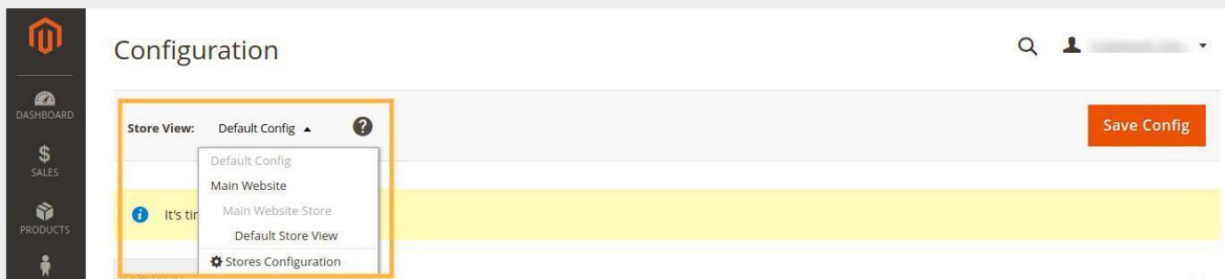 Configuration
DASHBOARD
Store View: Default Config
Save Config
SALES
Default Config
Main Website
Main Website Store
It's
PRODUCTS
Default Store View
Stores Configuration